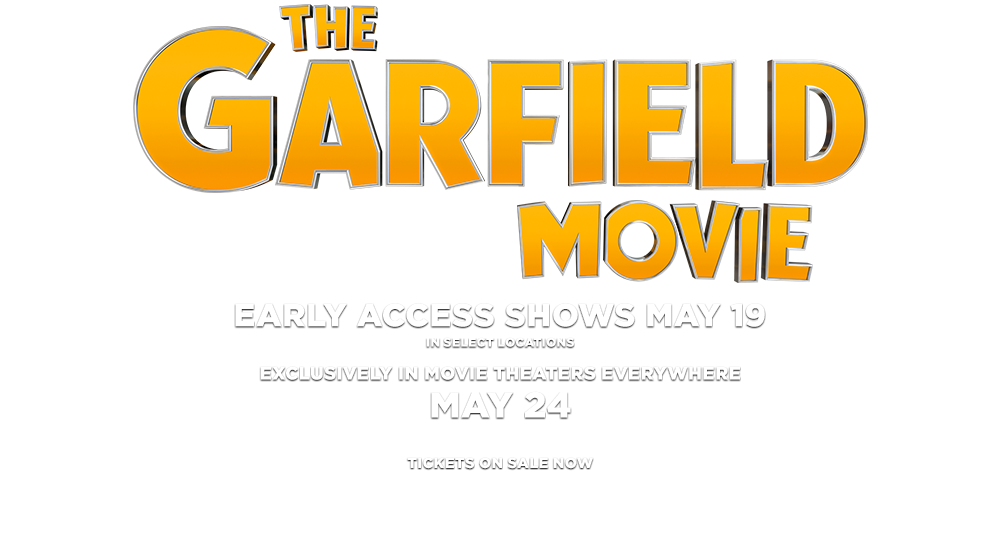 THE
GARFIELD
MOVIE
EARLY ACCESS SHOWS MAY 19
IN SELECT LOCATIONS
EXCLUSIVELY IN MOVIE THEATERS EVERYWHERE
MAY 24
TICKETS ON SALE NOW